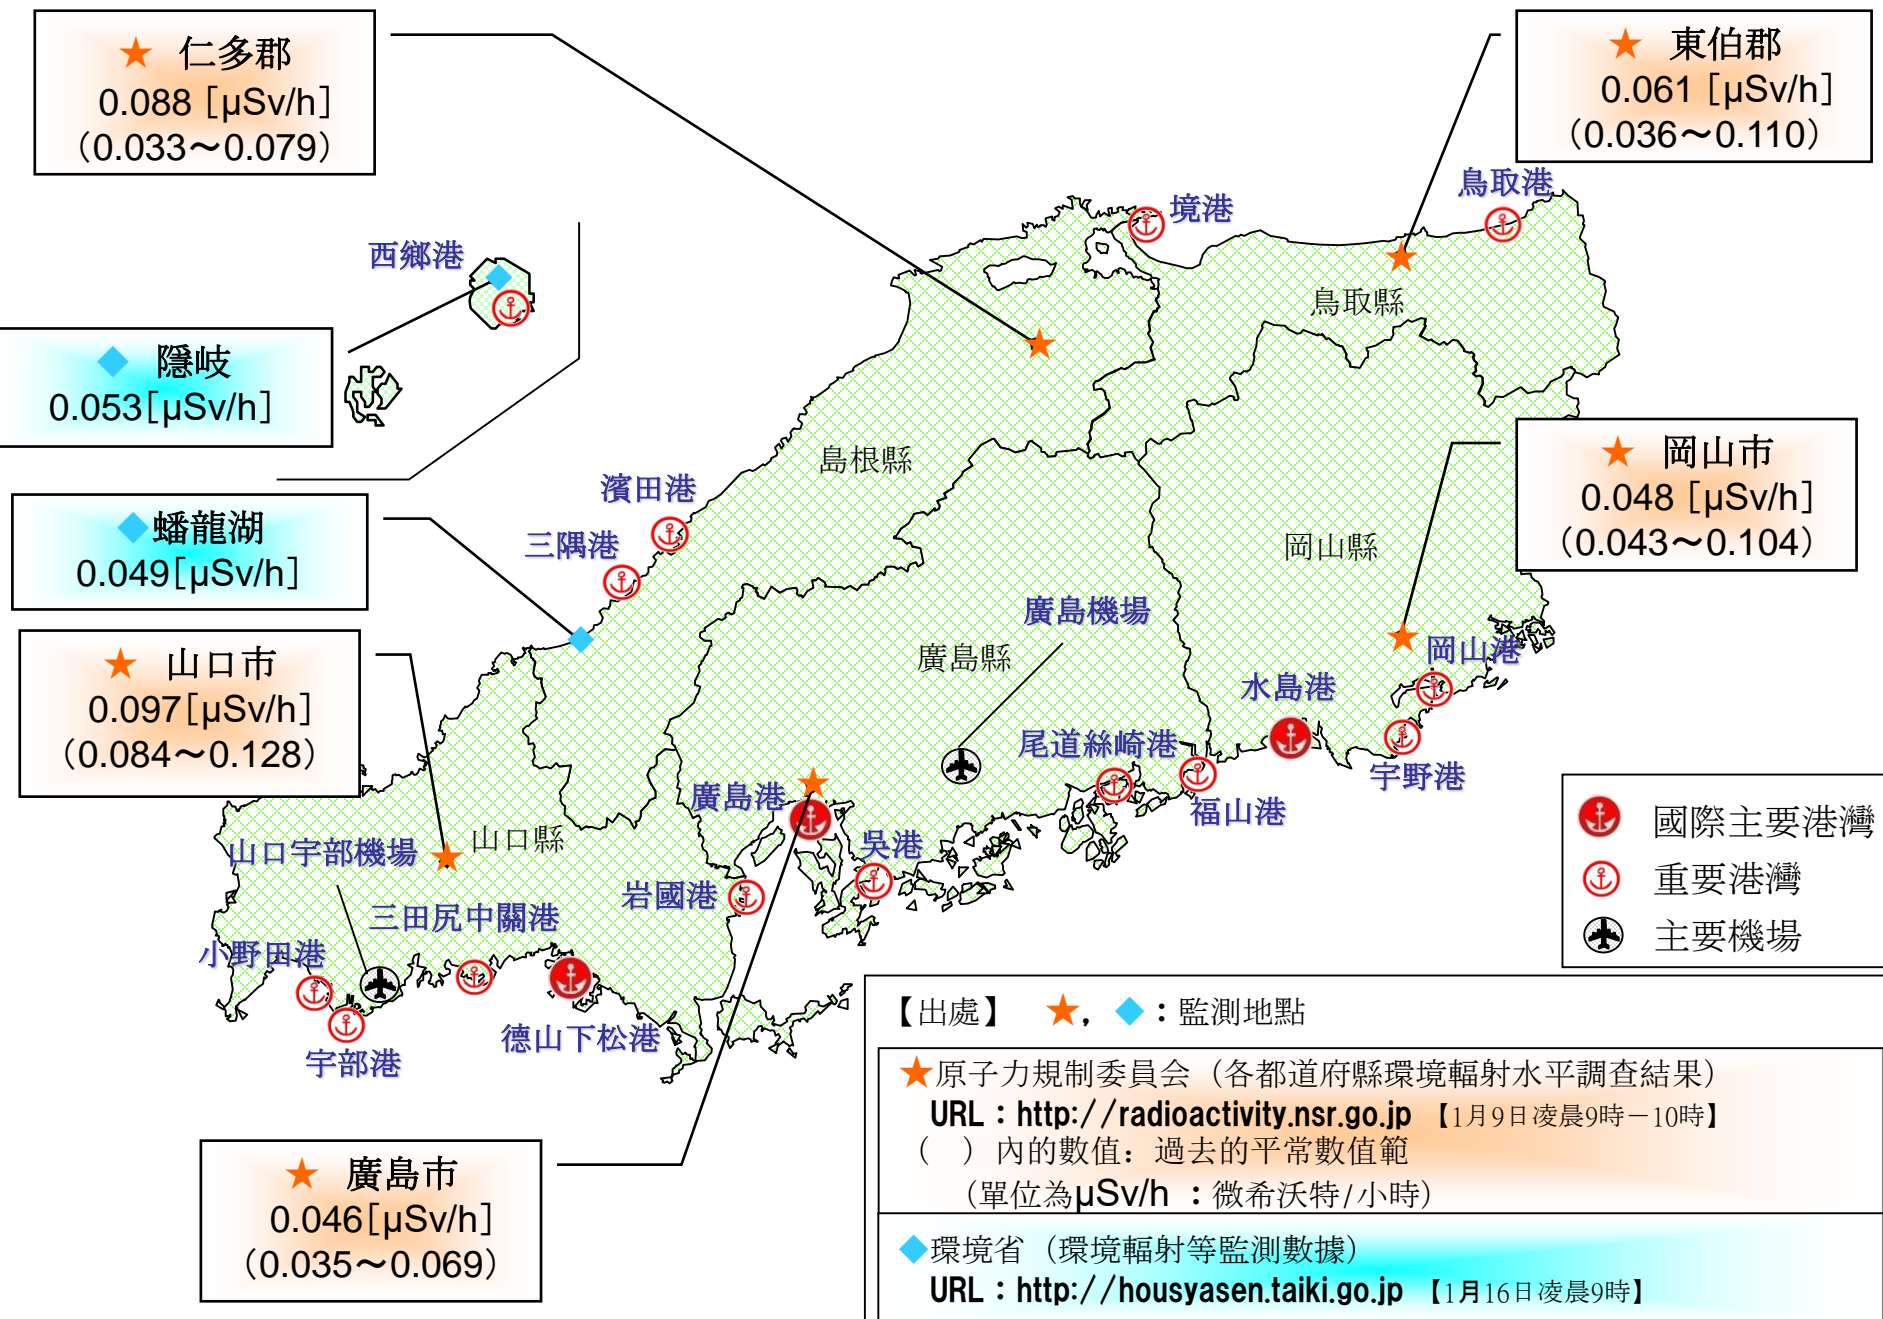 ★ 仁多郡
0.088 [μSv/h]
（0.033～0.079）
★ 東伯郡
0.061 [μSv/h]
（0.036～0.110）
鳥取港
境港
西鄉港
鳥取縣
◆ 隱岐
0.053[μSv/h]
★ 岡山市
0.048 [μSv/h]
（0.043～0.104）
島根縣
濱田港
三隅港
◆蟠龍湖
0.049[μSv/h]
岡山縣
廣島機場
廣島縣
岡山港
水島港
★ 山口市
0.097[μSv/h]
（0.084～0.128）
尾道絲崎港
宇野港
廣島港
福山港
山口縣
山口宇部機場
吳港
岩國港
三田尻中關港
小野田港
德山下松港
宇部港
國際主要港灣
重要港灣
主要機場
★ 廣島市
0.046[μSv/h]
（0.035～0.069）
【出處】 ★，◆：監測地點
★原子力規制委員会（各都道府縣環境輻射水平調查結果）
URL：http://radioactivity.nsr.go.jp 【1月9日凌晨9時－10時】
（ ）內的數值：過去的平常數值範
（單位為μSv/h ：微希沃特/小時）
◆環境省（環境輻射等監測數據）
URL：http://housyasen.taiki.go.jp 【1月16日凌晨9時】